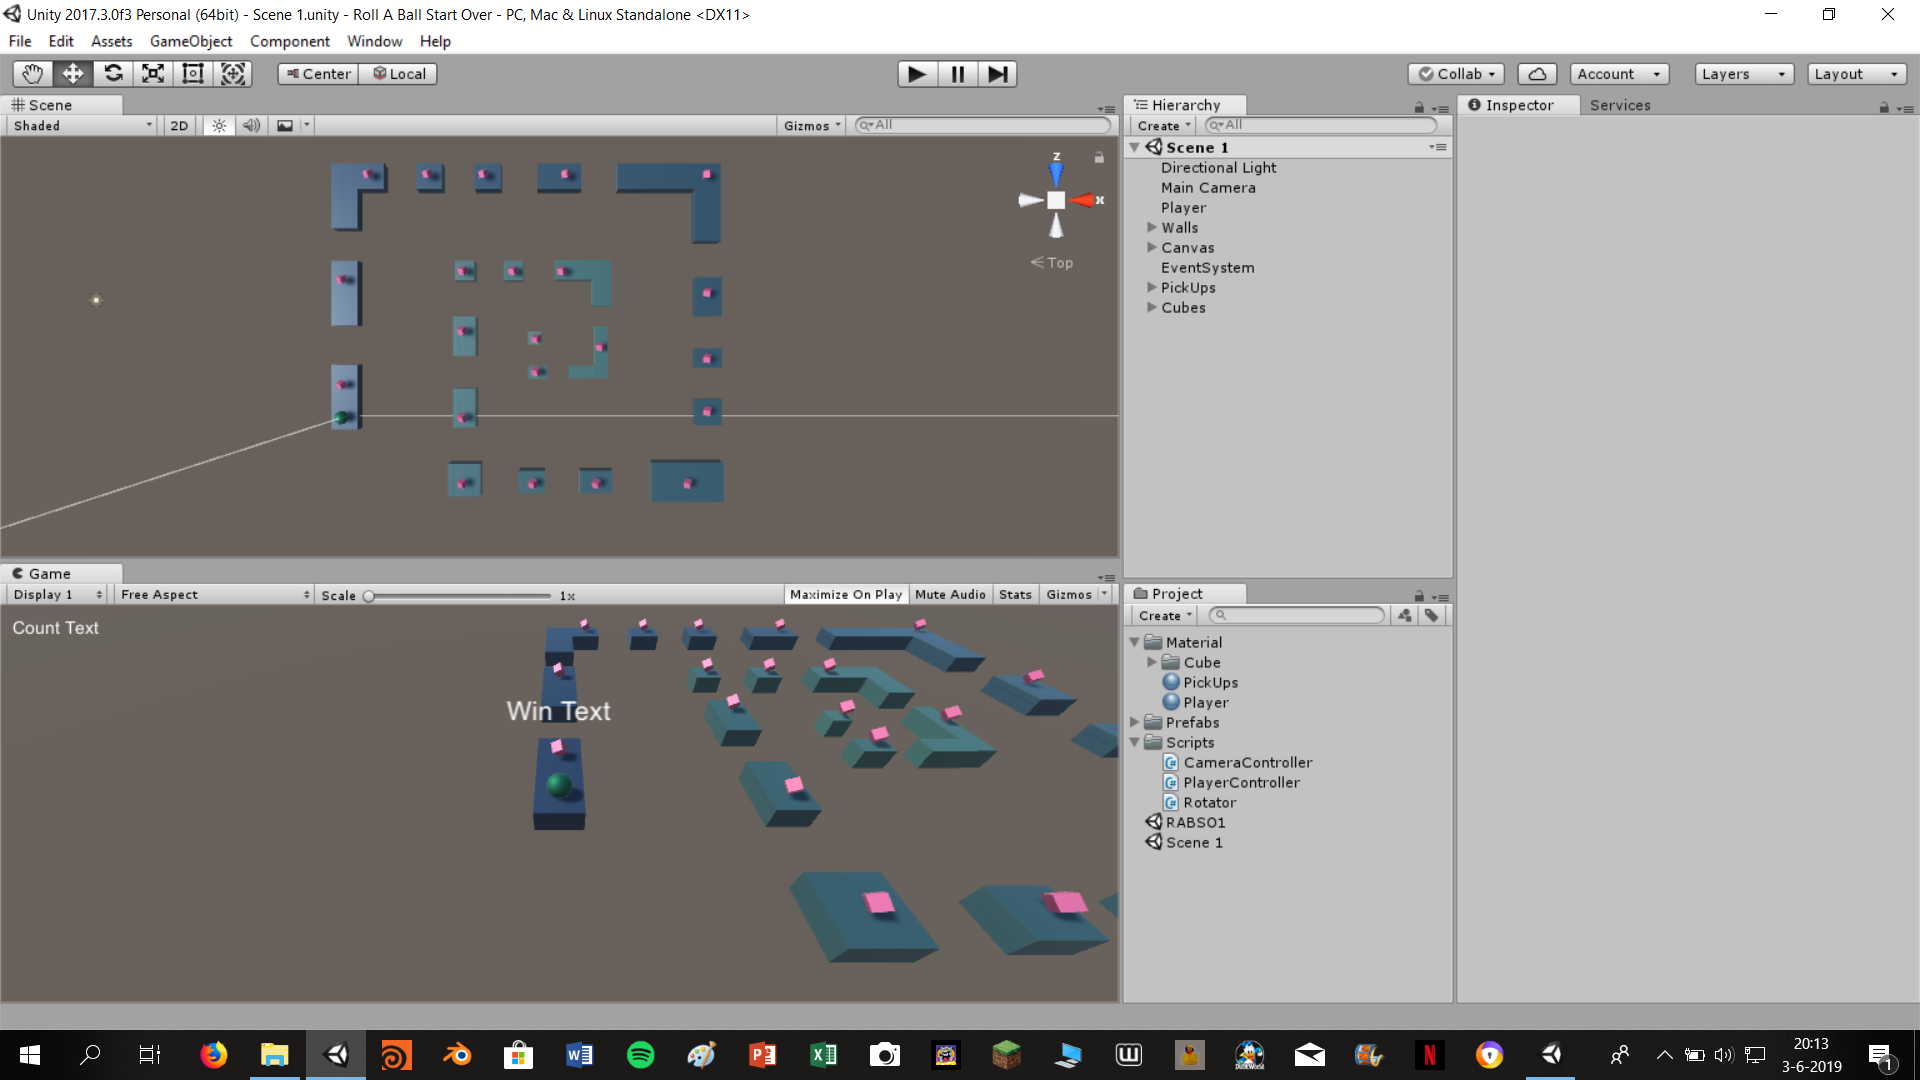 Unity 2017.3.0f3 Personal (64bit) - Scene 1.unity - Roll A Ball Start Over - PC, Mac & Linux Standalone <DX11>
File Edit Assets GameObject Component Window Help
Center Local Collab Account Layers Layout
Scene
Shaded 2D Gizmos All
z
x
Top
Hierarchy
Create All
Scene 1
Directional Light
Main Camera
Player
Walls
Canvas
EventSystem
PickUps
Cubes
Inspector Services
Game
Display 1 Free Aspect Scale 1x Maximize On Play Mute Audio Stats Gizmos
Count Text
Win Text
Project
Create
Material
Cube
PickUps
Player
Prefabs
Scripts
CameraController
PlayerController
Rotator
RABSO1
Scene 1
20:13
3-6-2019
1